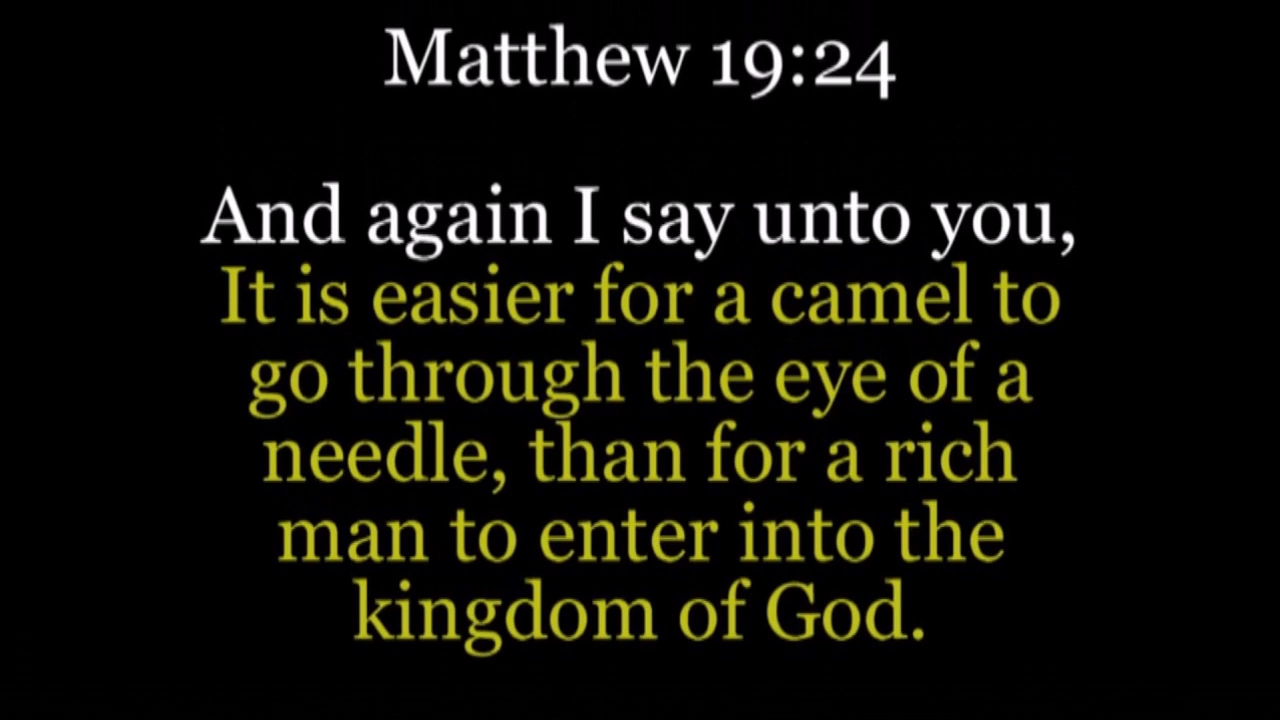 Matthew 19:24
And again I say unto you,
It is easier for a camel to
go through the eye of a
needle, than for a rich
man to enter into the
kingdom of God.